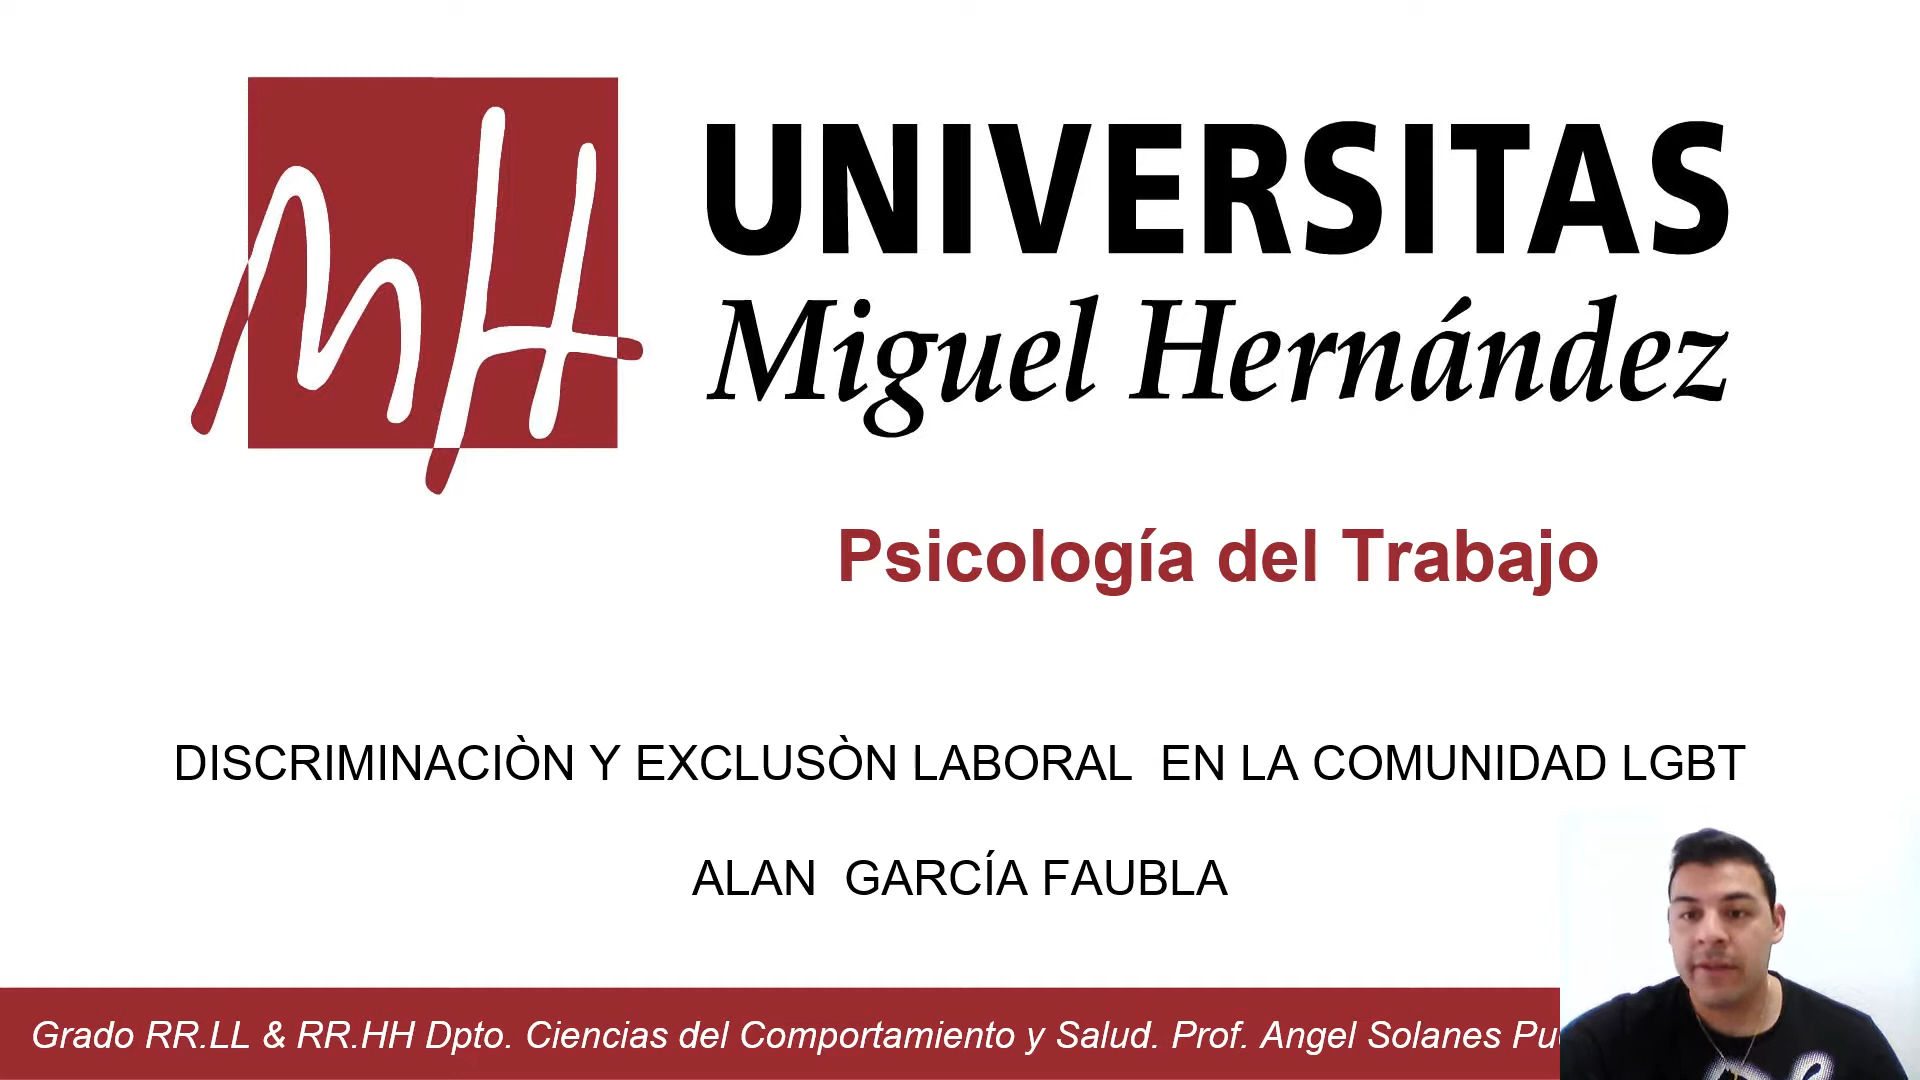 MH
UNIVERSITAS
Miguel Hernández
Psicología del Trabajo
DISCRIMINACIÒN Y EXCLUSÒN LABORAL EN LA COMUNIDAD LGBT
ALAN GARCÍA FAUBLA
Grado RR.LL & RR.HH Dpto. Ciencias del Comportamiento y Salud. Prof. Angel Solanes